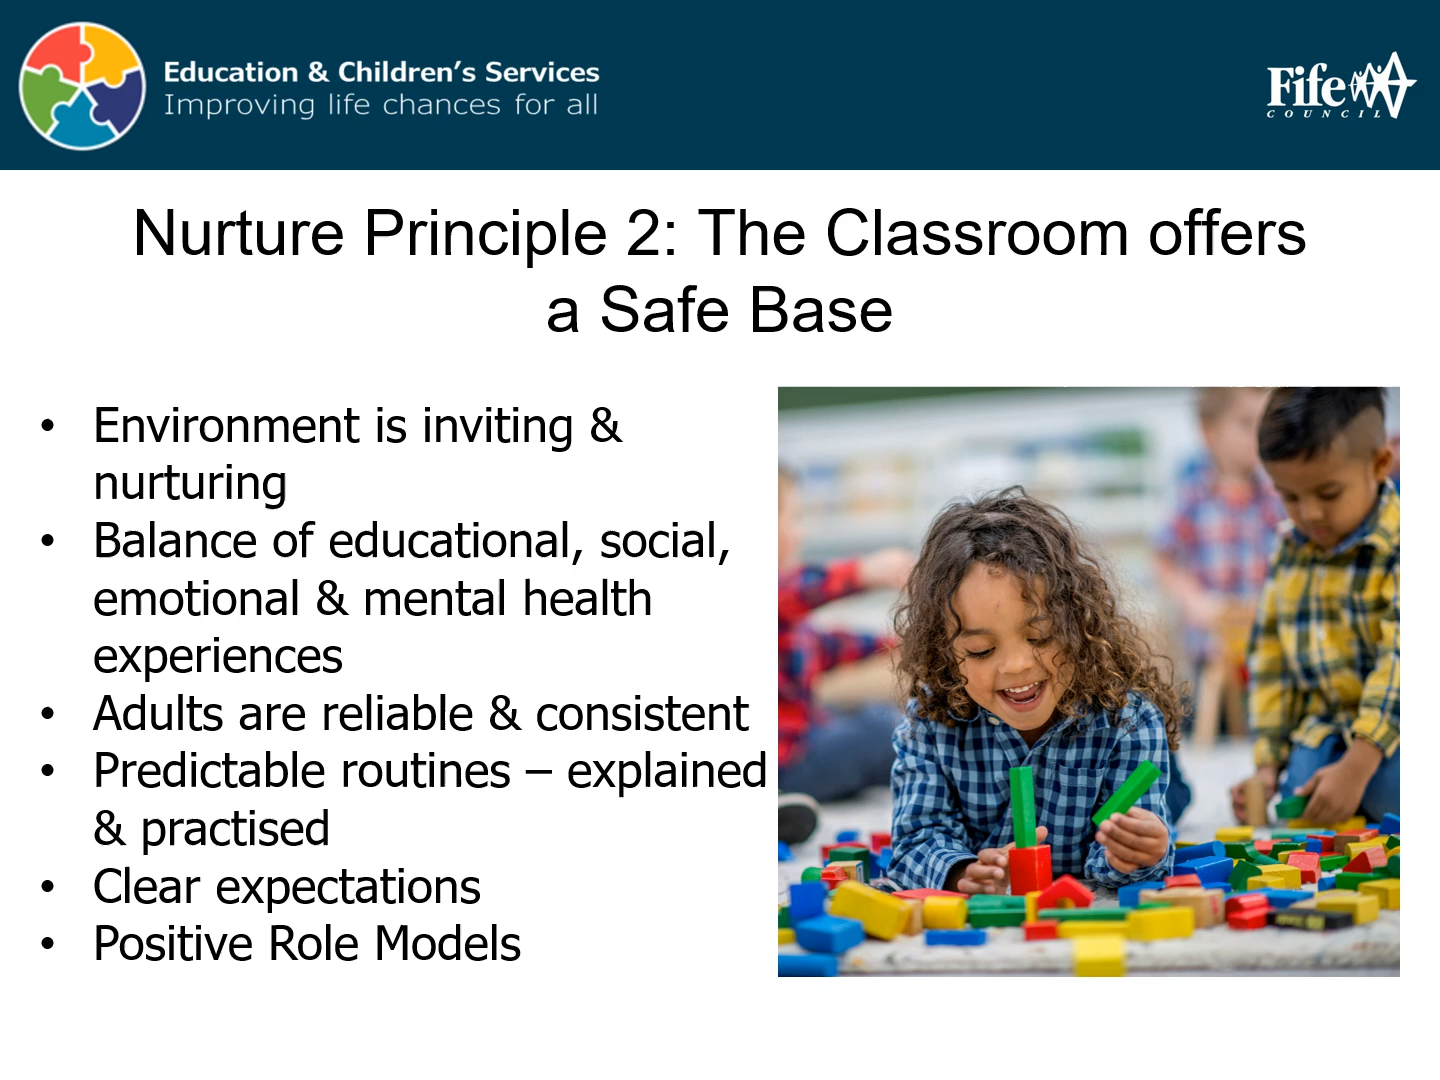 Education & Children's Services
Improving life chances for all
Fife
COUNCIL
Nurture Principle 2: The Classroom offers
a Safe Base
• Environment is inviting &
nurturing
• Balance of educational, social,
emotional & mental health
experiences
• Adults are reliable & consistent
• Predictable routines – explained
& practised
• Clear expectations
• Positive Role Models